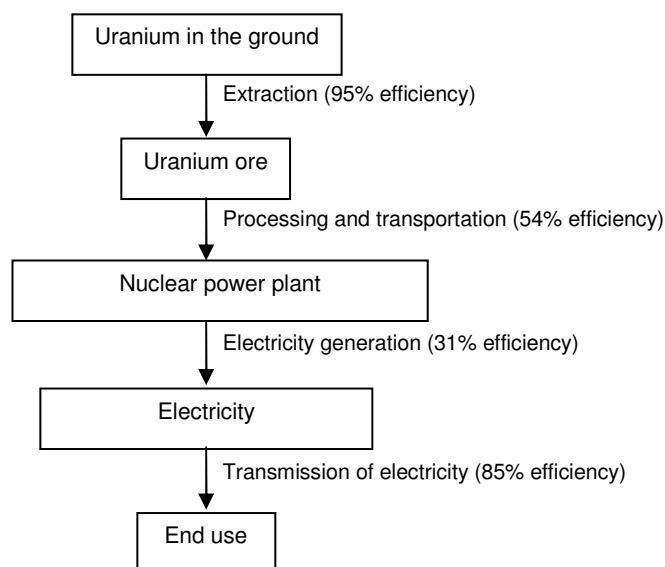 Uranium in the ground
Extraction (95% efficiency)
Uranium ore
Processing and transportation (54% efficiency)
Nuclear power plant
Electricity generation (31% efficiency)
Electricity
Transmission of electricity (85% efficiency)
End use